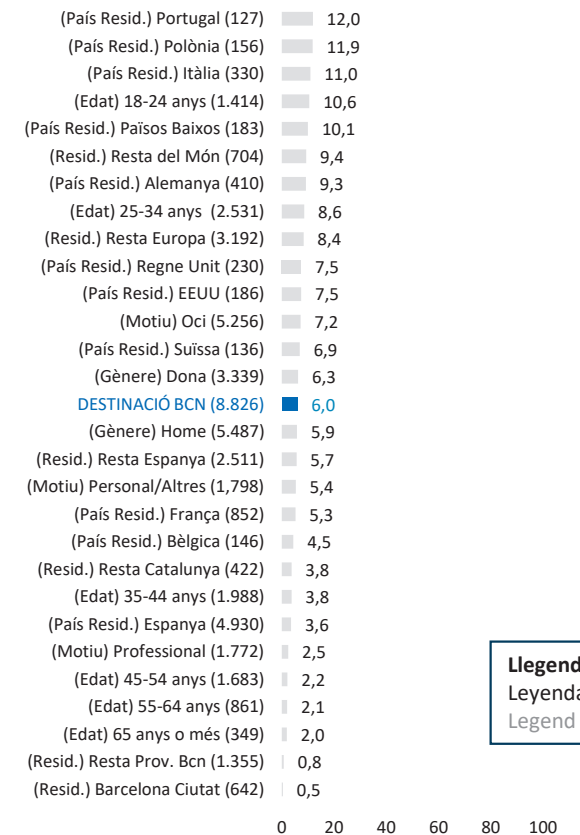 (País Resid.) Portugal (127) 12,0
(País Resid.) Polònia (156) 11,9
(País Resid.) Itàlia (330) 11,0
(Edat) 18-24 anys (1.414) 10,6
(País Resid.) Països Baixos (183) 10,1
(Resid.) Resta del Món (704) 9,4
(País Resid.) Alemanya (410) 9,3
(Edat) 25-34 anys (2.531) 8,6
(Resid.) Resta Europa (3.192) 8,4
(País Resid.) Regne Unit (230) 7,5
(País Resid.) EEUU (186) 7,5
(Motiu) Oci (5.256) 7,2
(País Resid.) Suïssa (136) 6,9
(Gènere) Dona (3.339) 6,3
DESTINACIÓ BCN (8.826) 6,0
(Gènere) Home (5.487) 5,9
(Resid.) Resta Espanya (2.511) 5,7
(Motiu) Personal/Altres (1,798) 5,4
(País Resid.) França (852) 5,3
(País Resid.) Bèlgica (146) 4,5
(Resid.) Resta Catalunya (422) 3,8
(Edat) 35-44 anys (1.988) 3,8
(País Resid.) Espanya (4.930) 3,6
(Motiu) Professional (1.772) 2,5
(Edat) 45-54 anys (1.683) 2,2
(Edat) 55-64 anys (861) 2,1
(Edat) 65 anys o més (349) 2,0
(Resid.) Resta Prov. Bcn (1.355) 0,8
(Resid.) Barcelona Ciutat (642) 0,5
0 20 40 60 80 100
Llegend
Leyenda
Legend